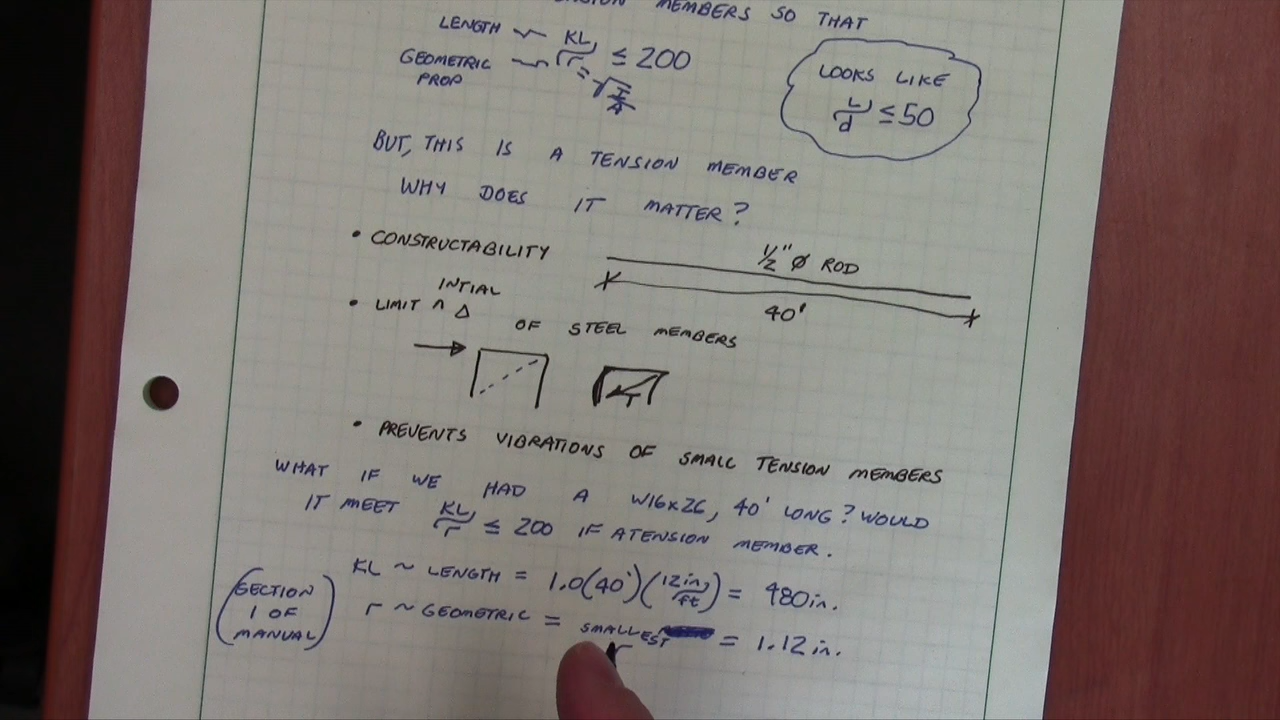 MEMBERS SO THAT
LENGTH ~ KL/r ≤ 200
GEOMETRIC PROP ~ = √I/A
LOOKS LIKE
L/d ≤ 50
BUT, THIS IS A TENSION MEMBER
WHY DOES IT MATTER?
• CONSTRUCTABILITY
1/2" Ø ROD
40'
• LIMIT ^ INTIAL Δ OF STEEL MEMBERS
T
• PREVENTS VIBRATIONS OF SMALL TENSION MEMBERS
WHAT IF WE HAD A W16x26, 40' LONG? WOULD
IT MEET KL/r ≤ 200 IF A TENSION MEMBER.
KL ~ LENGTH = 1.0(40')(12in/ft) = 480in.
(SECTION 1 OF MANUAL)
r ~ GEOMETRIC = SMALLEST r = 1.12 in.